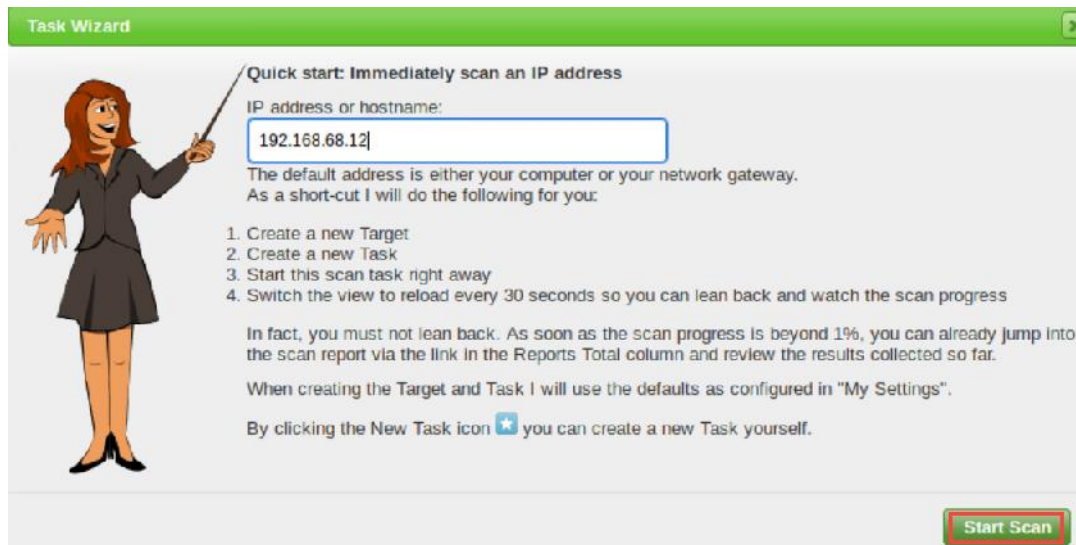 Task Wizard
Quick start: Immediately scan an IP address
IP address or hostname:
192.168.68.12
The default address is either your computer or your network gateway.
As a short-cut I will do the following for you:
1. Create a new Target
2. Create a new Task
3. Start this scan task right away
4. Switch the view to reload every 30 seconds so you can lean back and watch the scan progress
In fact, you must not lean back. As soon as the scan progress is beyond 1%, you can already jump into
the scan report via the link in the Reports Total column and review the results collected so far.
When creating the Target and Task I will use the defaults as configured in "My Settings".
By clicking the New Task icon you can create a new Task yourself.
Start Scan